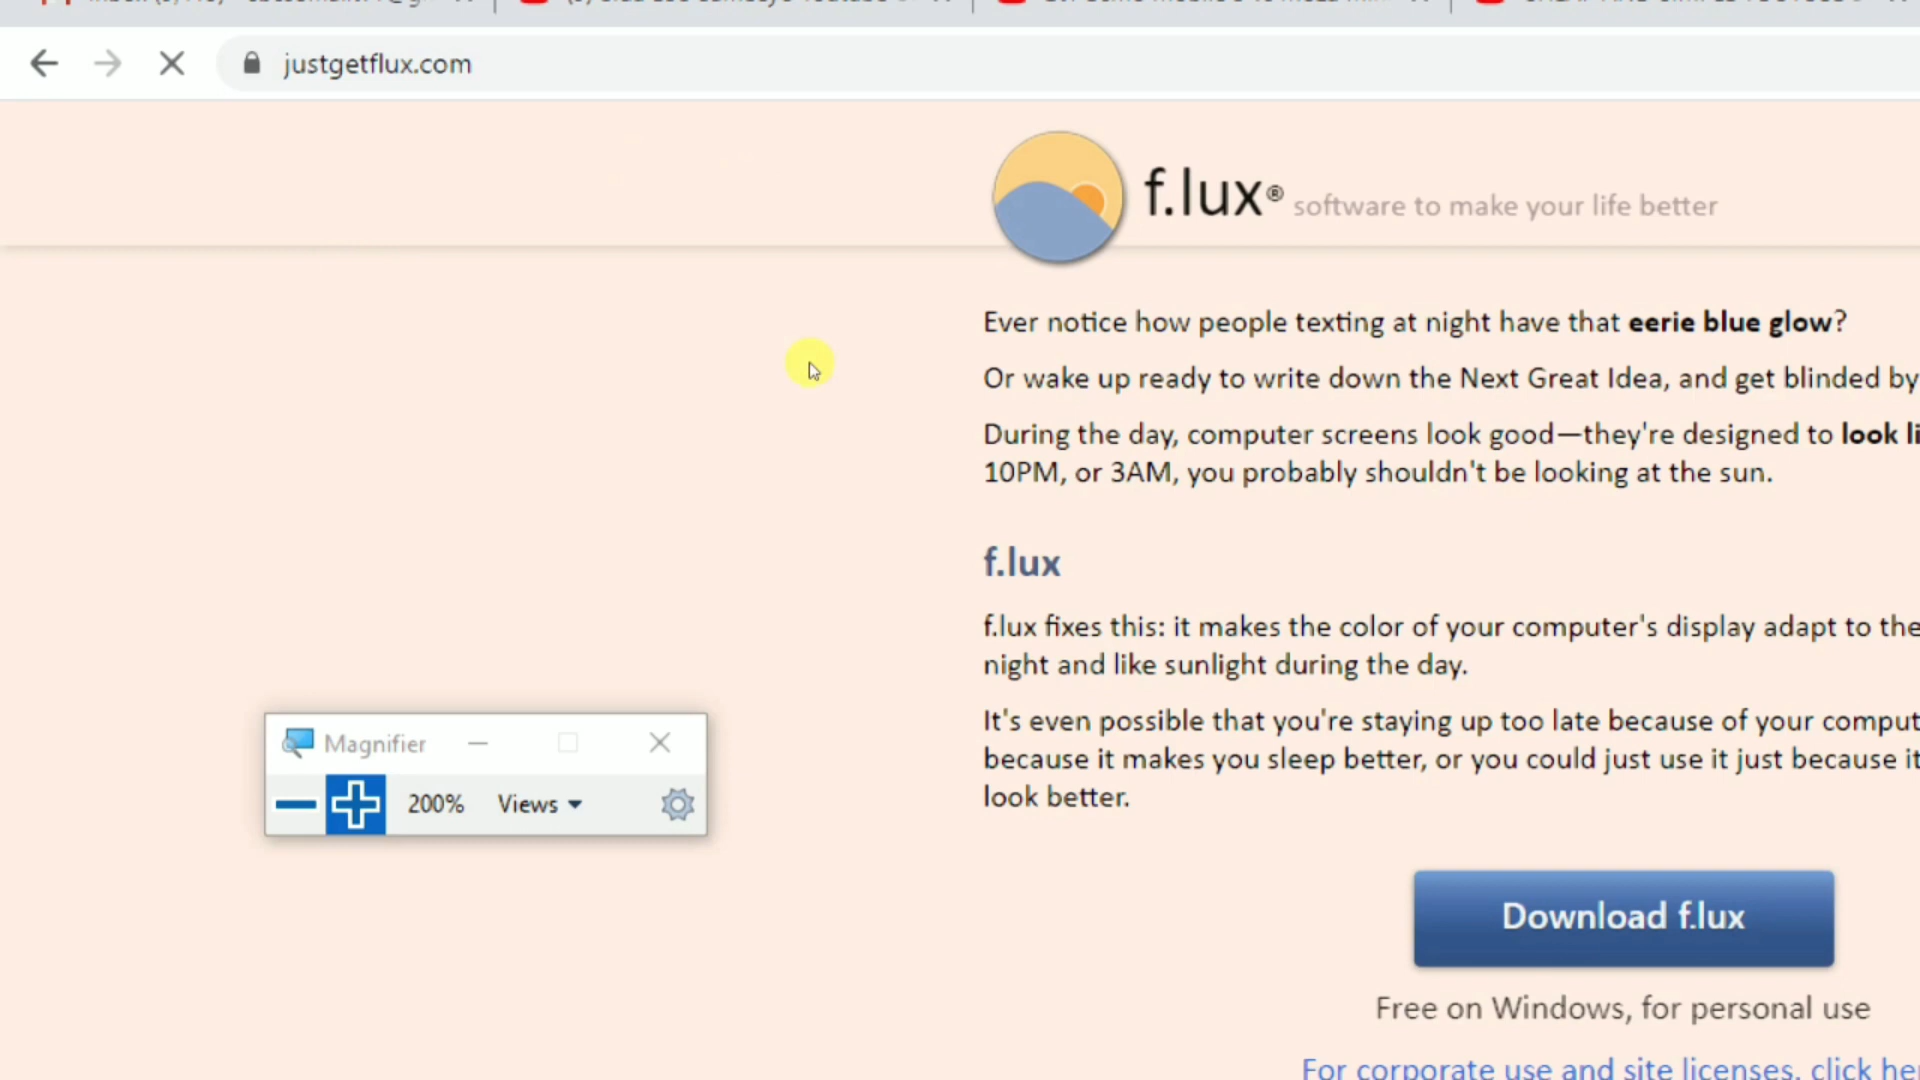 justgetflux.com
f.lux® software to make your life better
Ever notice how people texting at night have that eerie blue glow?
Or wake up ready to write down the Next Great Idea, and get blinded by
During the day, computer screens look good—they're designed to look li
10PM, or 3AM, you probably shouldn't be looking at the sun.
f.lux
f.lux fixes this: it makes the color of your computer's display adapt to the
night and like sunlight during the day.
It's even possible that you're staying up too late because of your comput
because it makes you sleep better, or you could just use it just because it
look better.
Magnifier
200% Views
Download f.lux
Free on Windows, for personal use
For corporate use and site licenses, click he